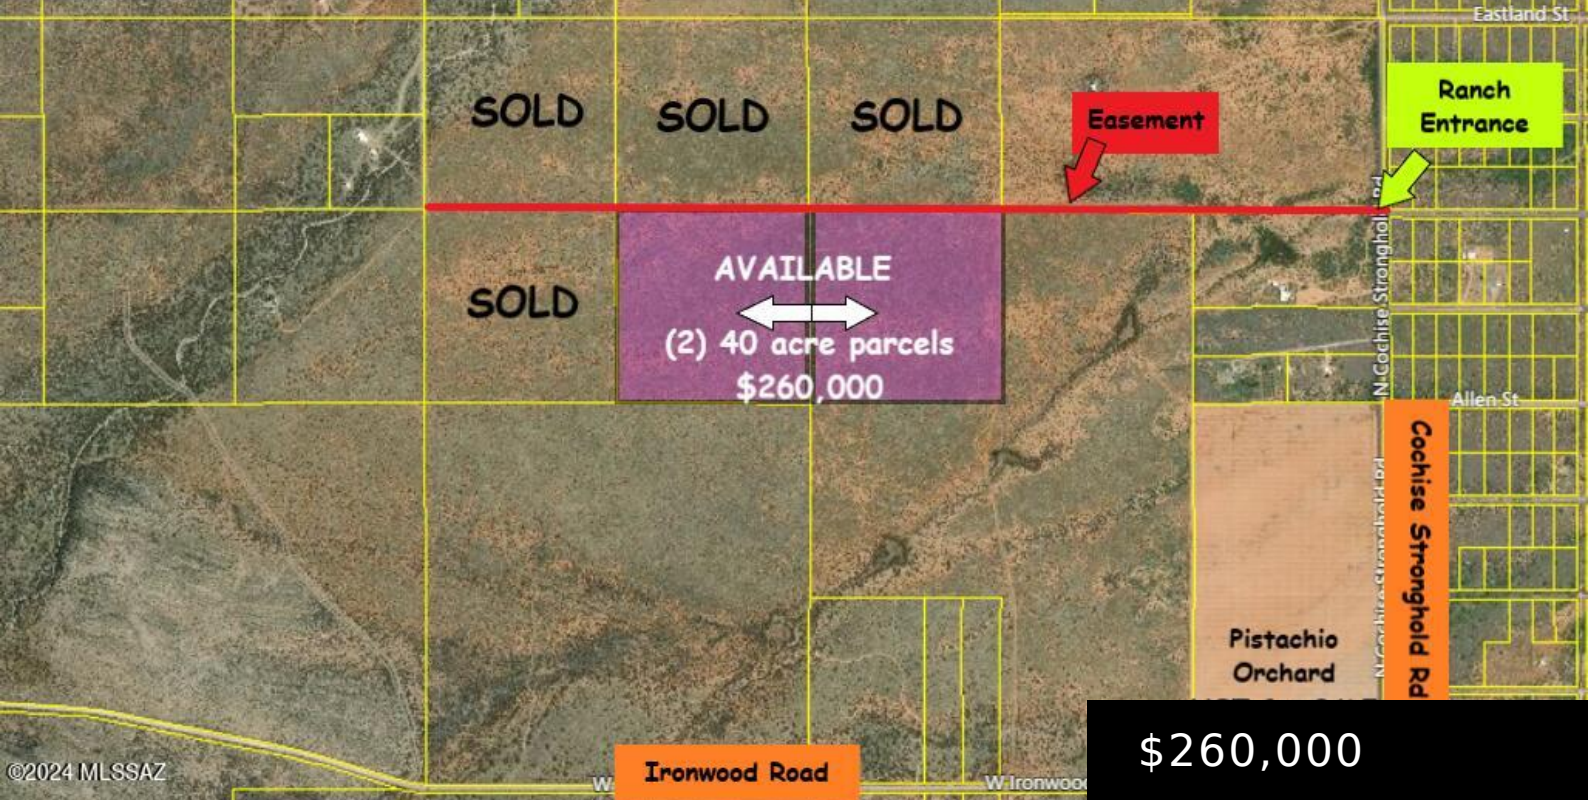 Eastland St
Ranch
Entrance
Easement
SOLD
SOLD
SOLD
N Cochise Stronghold Rd
AVAILABLE
SOLD
(2) 40 acre parcels
$260,000
Allen St
Cochise Stronghold Rd
N Cochise Stronghold Rd
Pistachio
Orchard
$260,000
Ironwood Road
W
W Ironwood
©2024 MLSSAZ